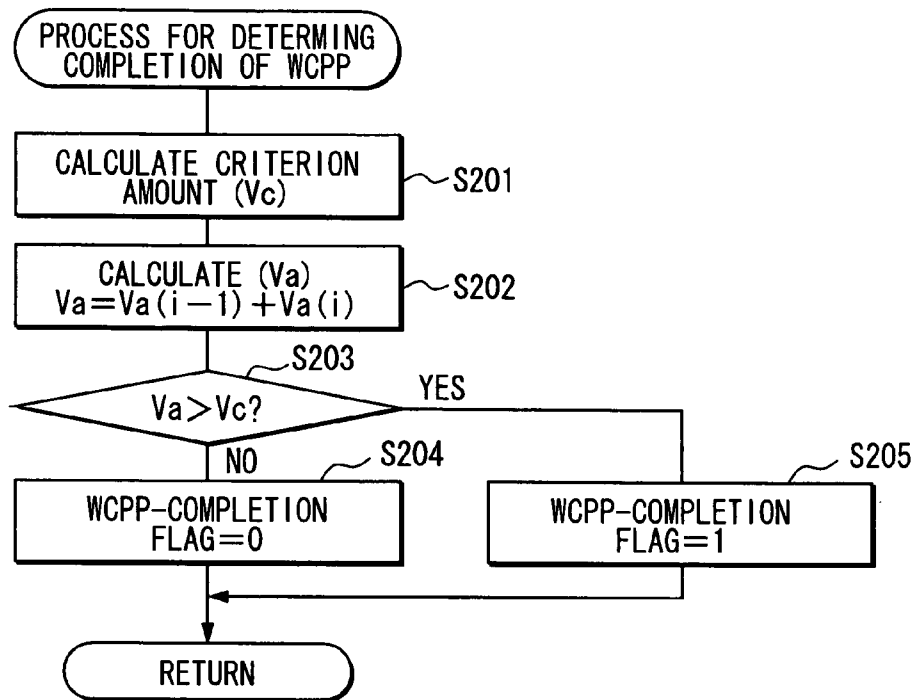 PROCESS FOR DETERMING
COMPLETION OF WCPP
CALCULATE CRITERION
AMOUNT (Vc)
S201
CALCULATE (Va)
Va=Va(i-1)+Va(i)
S202
S203
Va>Vc?
YES
NO
S204
WCPP-COMPLETION
FLAG=0
S205
WCPP-COMPLETION
FLAG=1
RETURN